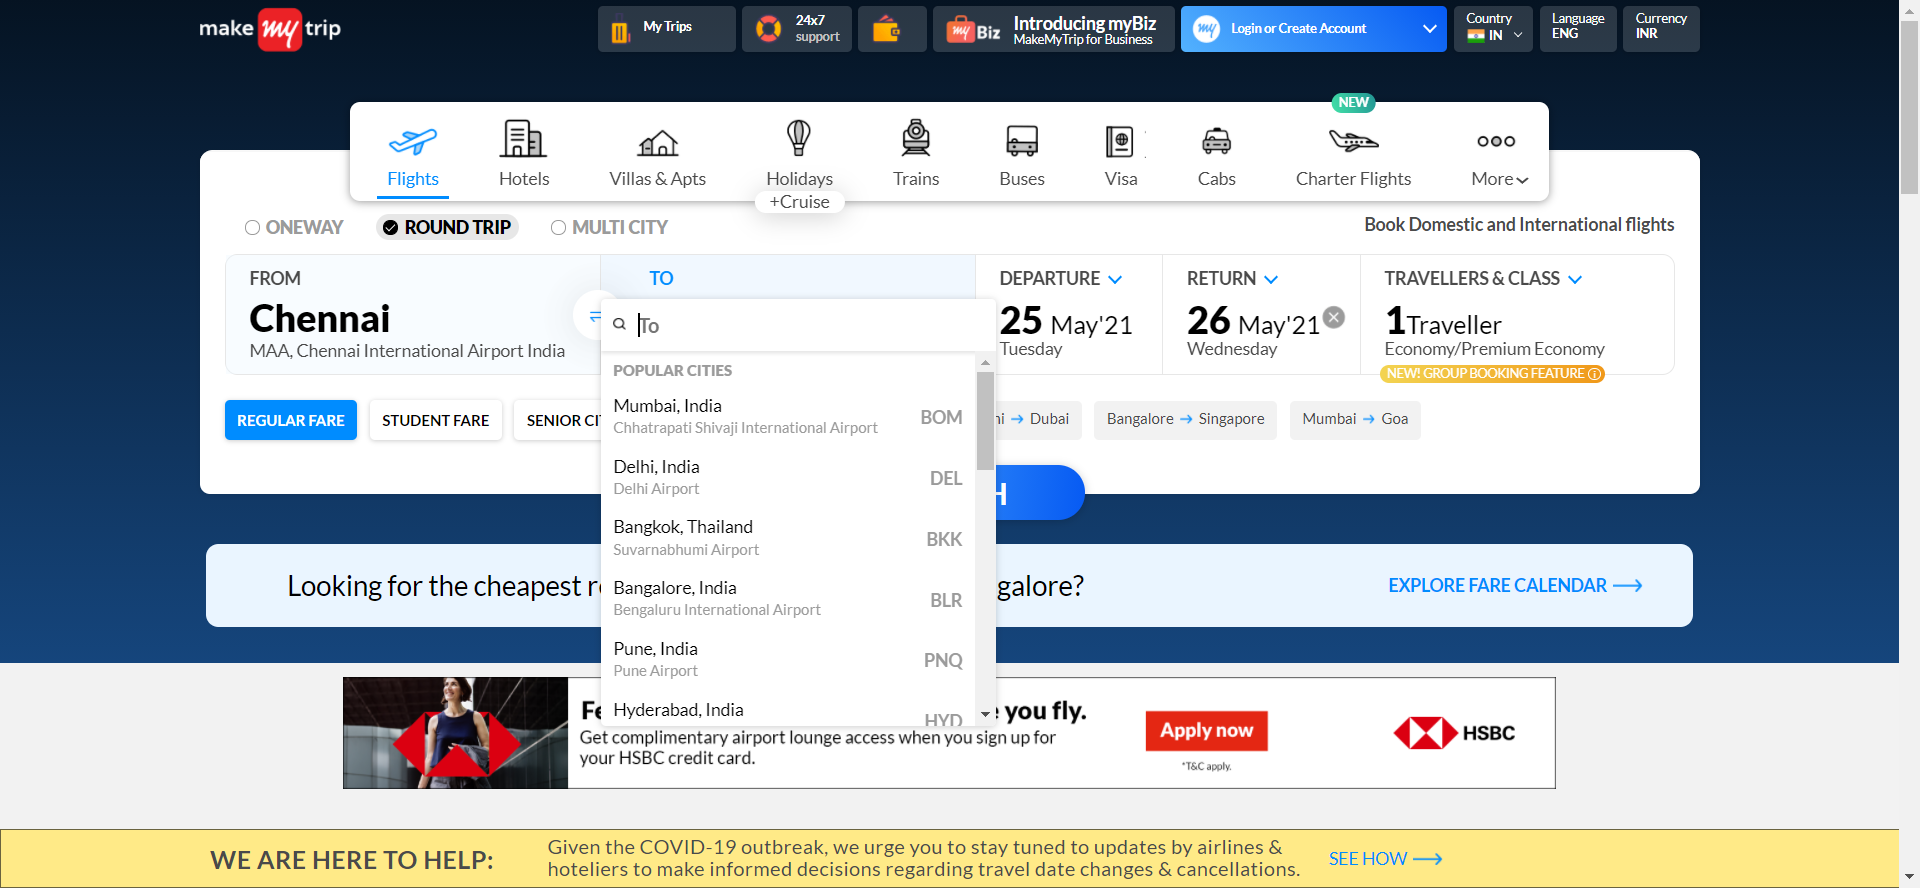 make my trip
My Trips
24x7
support
my Biz
Introducing myBiz
MakeMyTrip for Business
my
Login or Create Account
Country
IN
Language
ENG
Currency
INR
NEW
Flights
Hotels
Villas & Apts
Holidays
+Cruise
Trains
Buses
Visa
Cabs
Charter Flights
More
ONEWAY
ROUND TRIP
MULTI CITY
Book Domestic and International flights
FROM
Chennai
MAA, Chennai International Airport India
TO
To
DEPARTURE
25 May'21
Tuesday
RETURN
26 May'21
Wednesday
TRAVELLERS & CLASS
1Traveller
Economy/Premium Economy
NEW! GROUP BOOKING FEATURE
POPULAR CITIES
Mumbai, India
Chhatrapati Shivaji International Airport
BOM
Delhi, India
Delhi Airport
DEL
Bangkok, Thailand
Suvarnabhumi Airport
BKK
Bangalore, India
Bengaluru International Airport
BLR
Pune, India
Pune Airport
PNQ
Hyderabad, India
HYD
REGULAR FARE
STUDENT FARE
SENIOR
Dubai
Bangalore → Singapore
Mumbai → Goa
H
Looking for the cheapest
galore?
EXPLORE FARE CALENDAR
you fly.
Get complimentary airport lounge access when you sign up for
your HSBC credit card.
Apply now
*T&C apply.
HSBC
WE ARE HERE TO HELP:
Given the COVID-19 outbreak, we urge you to stay tuned to updates by airlines &
hoteliers to make informed decisions regarding travel date changes & cancellations.
SEE HOW